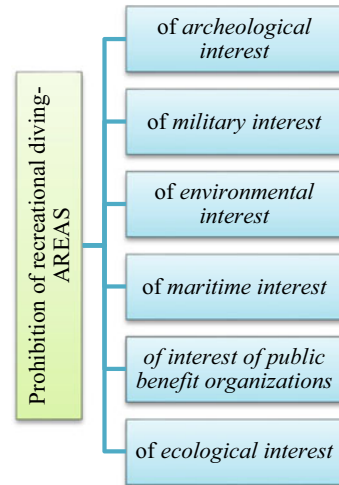 Prohibition of recreational diving-
AREAS
of archeological
interest
of military interest
of environmental
interest
of maritime interest
of interest of public
benefit organizations
of ecological interest